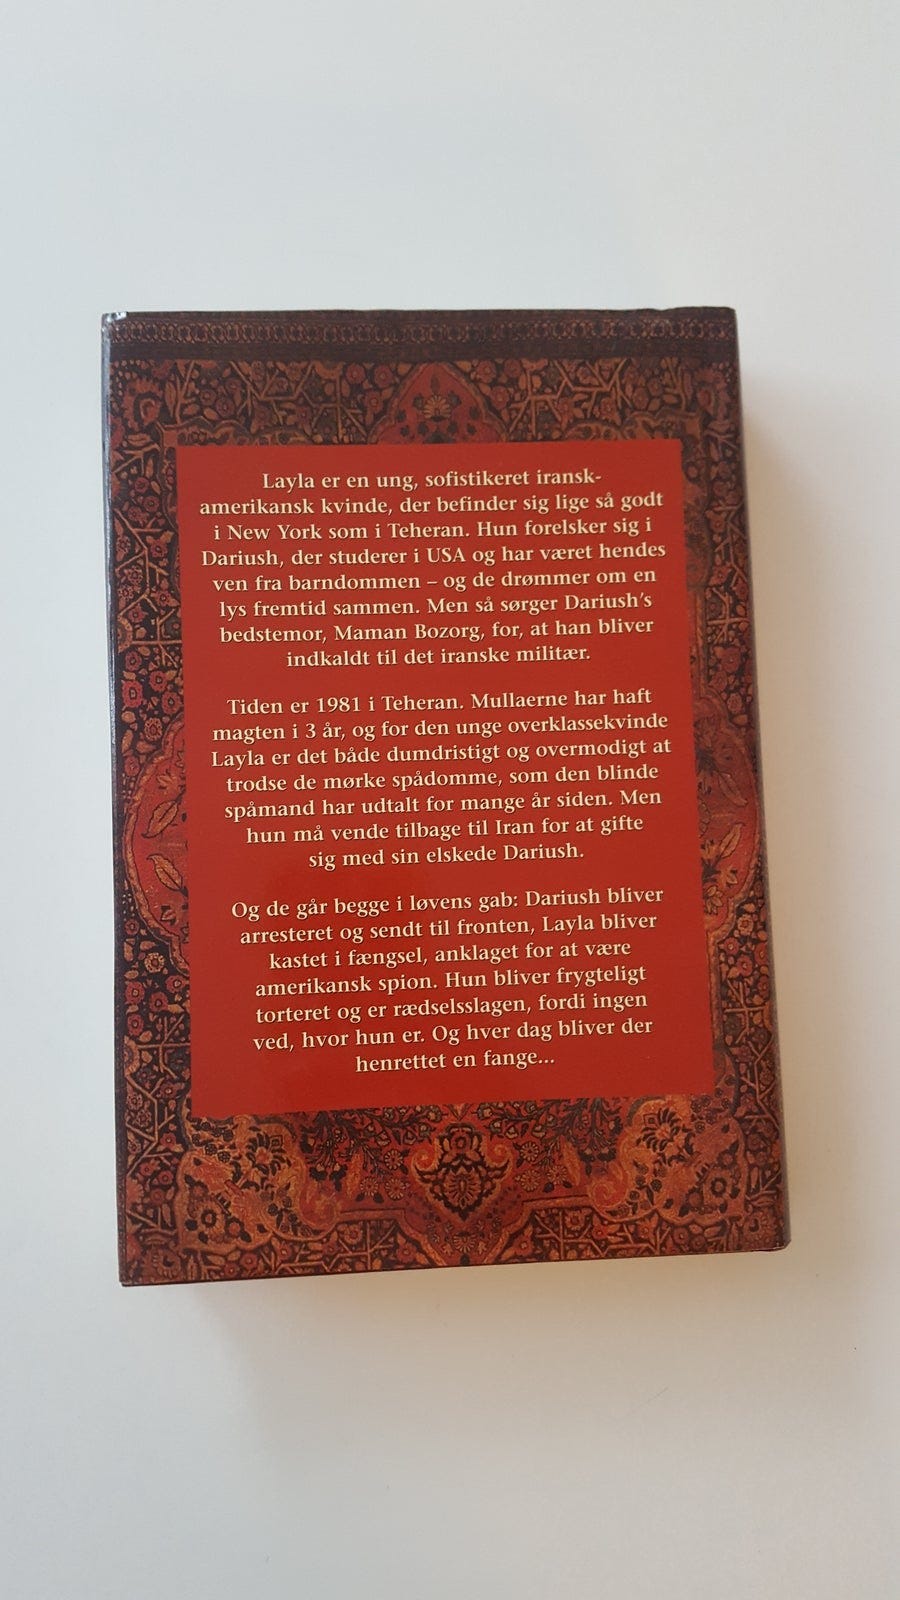 Layla er en ung, sofistikeret iransk-
amerikansk kvinde, der befinder sig lige så godt
i New York som i Teheran. Hun forelsker sig i
Dariush, der studerer i USA og har været hendes
ven fra barndommen – og de drømmer om en
lys fremtid sammen. Men så sørger Dariush's
bedstemor, Maman Bozorg, for, at han bliver
indkaldt til det iranske militær.
Tiden er 1981 i Teheran. Mullaerne har haft
magten i 3 år, og for den unge overklassekvinde
Layla er det både dumdristigt og overmodigt at
trodse de mørke spådomme, som den blinde
spåmand har udtalt for mange år siden. Men
hun må vende tilbage til Iran for at gifte
sig med sin elskede Dariush.
Og de går begge i løvens gab: Dariush bliver
arresteret og sendt til fronten, Layla bliver
kastet i fængsel, anklaget for at være
amerikansk spion. Hun bliver frygteligt
torteret og er rædselsslagen, fordi ingen
ved, hvor hun er. Og hver dag bliver der
henrettet en fange...